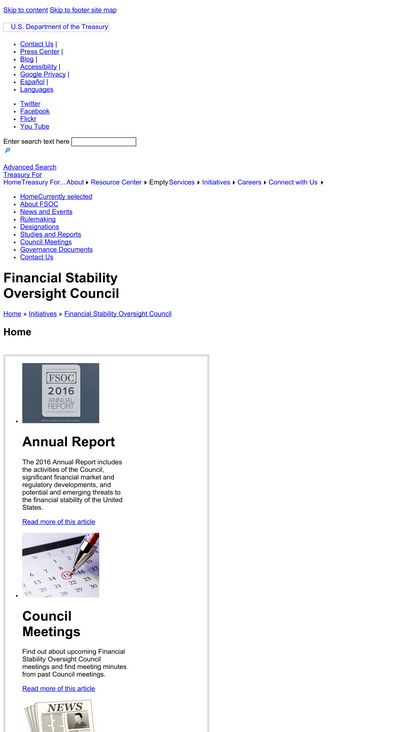 Skip to content Skip to footer site map
U.S. Department of the Treasury
Contact Us |
Press Center |
Blog |
Accessibility |
Google Privacy |
Español |
Languages
Twitter
Facebook
Flickr
You Tube
Enter search text here
Advanced Search
Treasury For
HomeTreasury For... About Resource Center EmptyServices Initiatives Careers Connect with Us
HomeCurrently selected
About FSOC
News and Events
Rulemaking
Designations
Studies and Reports
Council Meetings
Governance Documents
Contact Us
Financial Stability
Oversight Council
Home » Initiatives » Financial Stability Oversight Council
Home
FSOC
2016
ANNUAL
REPORT
Annual Report
The 2016 Annual Report includes
the activities of the Council,
significant financial market and
regulatory developments, and
potential and emerging threats to
the financial stability of the United
States.
Read more of this article
Council
Meetings
Find out about upcoming Financial
Stability Oversight Council
meetings and find meeting minutes
from past Council meetings.
Read more of this article
NEWS